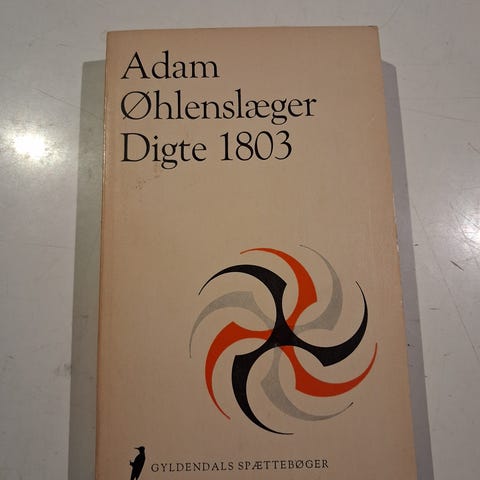 Adam
Øhlenslæger
Digte 1803
GYLDENDALS SPÆTTEBØGER